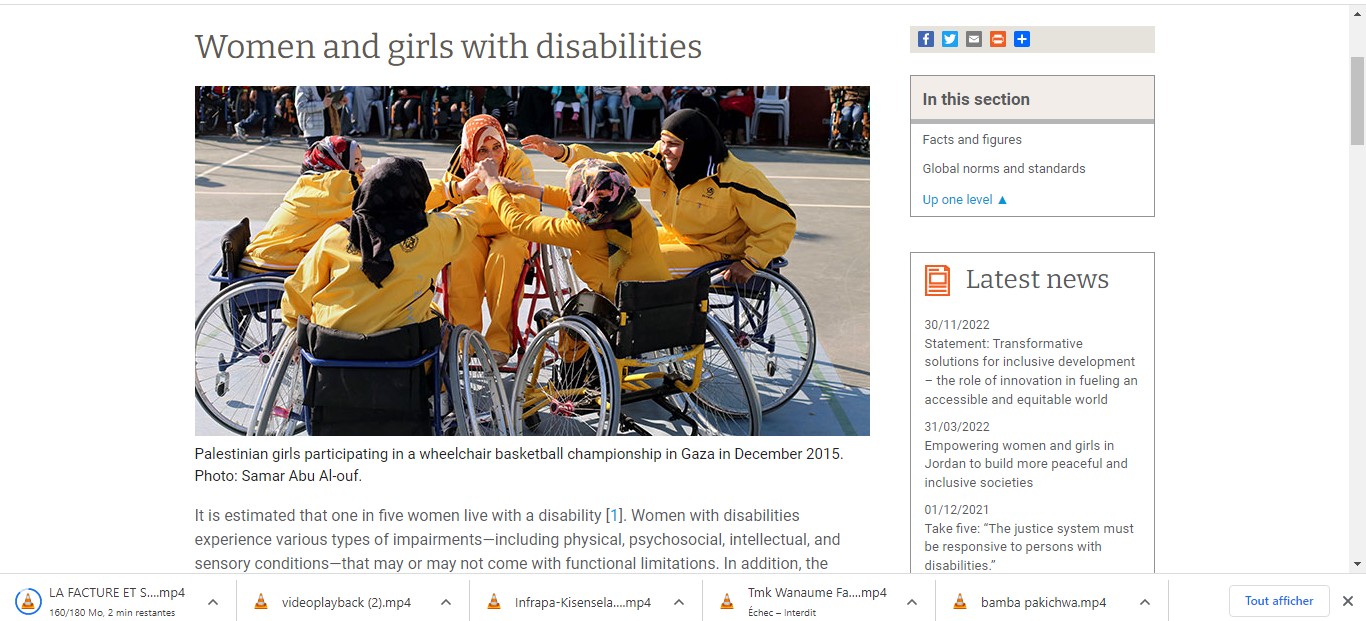 Women and girls with disabilities
Palestinian girls participating in a wheelchair basketball championship in Gaza in December 2015.
Photo: Samar Abu Al-ouf.
It is estimated that one in five women live with a disability [1]. Women with disabilities
experience various types of impairments—including physical, psychosocial, intellectual, and
sensory conditions—that may or may not come with functional limitations. In addition, the
In this section
Facts and figures
Global norms and standards
Up one level ▲
Latest news
30/11/2022
Statement: Transformative
solutions for inclusive development
– the role of innovation in fueling an
accessible and equitable world
31/03/2022
Empowering women and girls in
Jordan to build more peaceful and
inclusive societies
01/12/2021
Take five: “The justice system must
be responsive to persons with
disabilities.”
LA FACTURE ET S....mp4
160/180 Mo, 2 min restantes
videoplayback (2).mp4
Infrapa-Kisensela....mp4
Tmk Wanaume Fa....mp4
Échec – Interdit
bamba pakichwa.mp4
Tout afficher